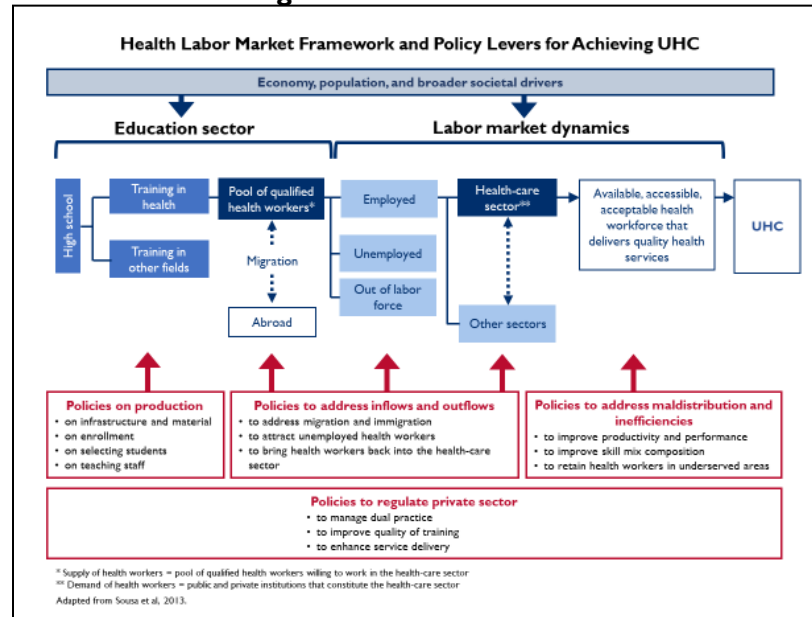 Health Labor Market Framework and Policy Levers for Achieving UHC
Economy, population, and broader societal drivers
Education sector
Labor market dynamics
High school
Training in
health
Training in
other fields
Pool of qualified
health workers*
Migration
Abroad
Employed
Unemployed
Out of labor
force
Health-care
sector**
Other sectors
Available, accessible,
acceptable health
workforce that
delivers quality health
services
UHC
Policies on production
• on infrastructure and material
• on enrollment
• on selecting students
• on teaching staff
Policies to address inflows and outflows
• to address migration and immigration
• to attract unemployed health workers
• to bring health workers back into the health-care
sector
Policies to address maldistribution and
inefficiencies
• to improve productivity and performance
• to improve skill mix composition
• to retain health workers in underserved areas
Policies to regulate private sector
• to manage dual practice
• to improve quality of training
• to enhance service delivery
* Supply of health workers = pool of qualified health workers willing to work in the health-care sector
** Demand of health workers = public and private institutions that constitute the health-care sector
Adapted from Sousa et al, 2013.